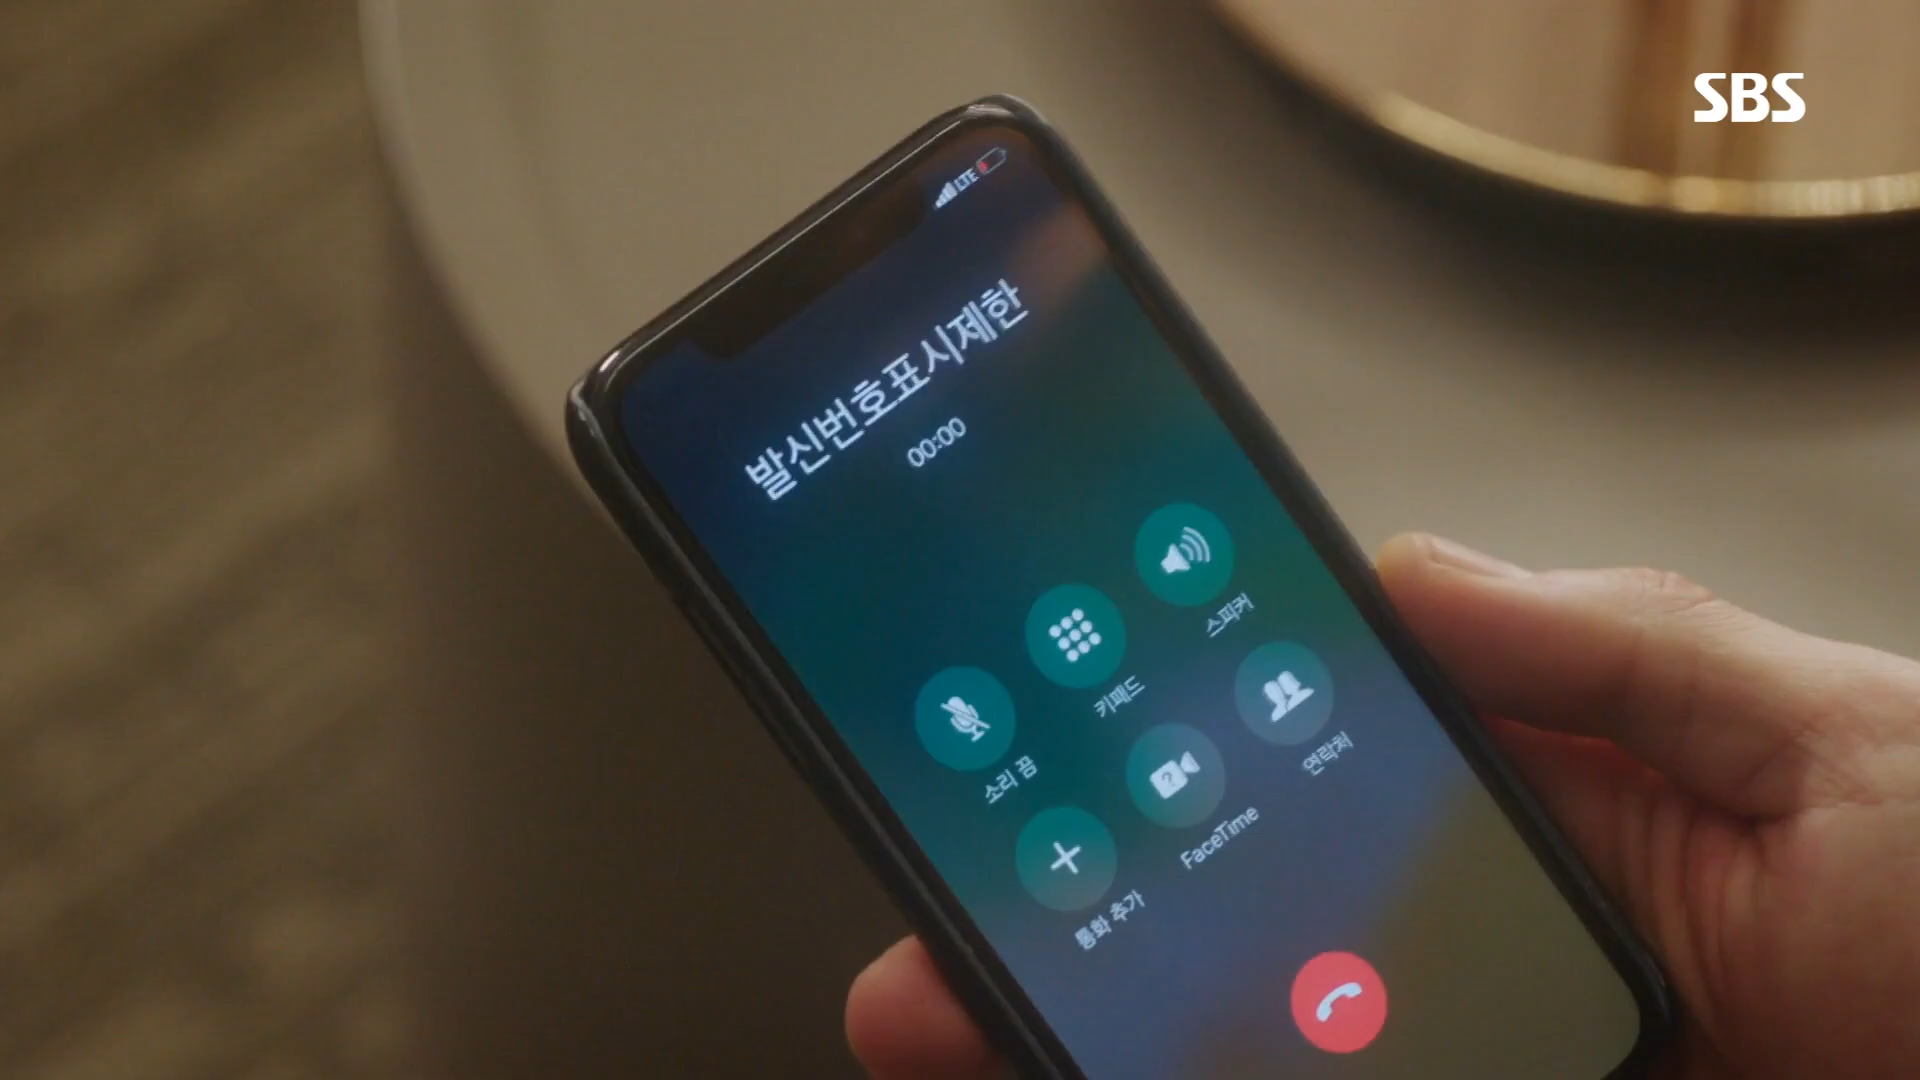 SBS
LTE
발신번호표시제한
00:00
소리 끔
키패드
스피커
통화 추가
FaceTime
연락처